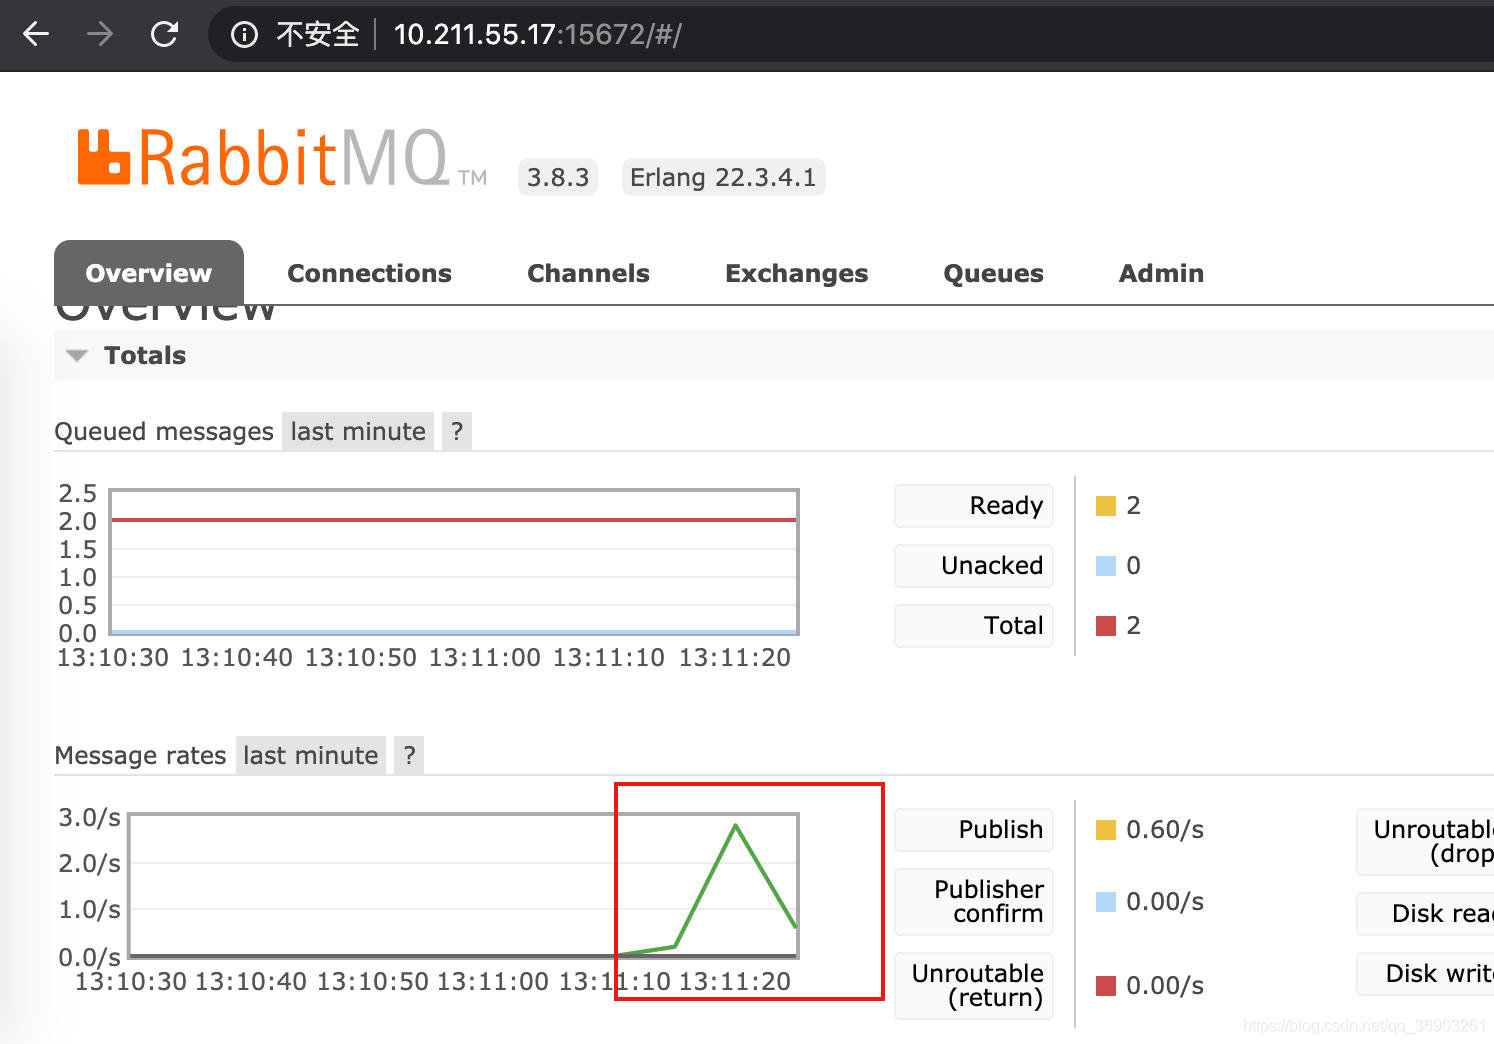 不安全 10.211.55.17:15672/#/
RabbitMQ TM 3.8.3 Erlang 22.3.4.1
Overview Connections Channels Exchanges Queues Admin
Overview
Totals
Queued messages last minute ?
2.5
2.0
1.5
1.0
0.5
0.0
13:10:30 13:10:40 13:10:50 13:11:00 13:11:10 13:11:20
Ready 2
Unacked 0
Total 2
Message rates last minute ?
3.0/s
2.0/s
1.0/s
0.0/s
13:10:30 13:10:40 13:10:50 13:11:00 13:11:10 13:11:20
Publish 0.60/s
Publisher
confirm 0.00/s
Unroutable
(return) 0.00/s
Unroutabl
(drop
Disk rea
Disk writ
https://blog.csdn.net/qq_36903261